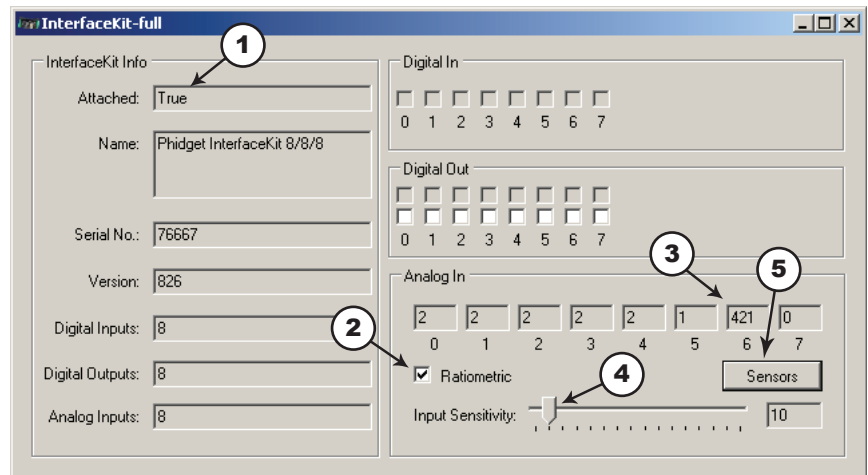 InterfaceKit-full
1
InterfaceKit Info
Attached: True
Name: Phidget InterfaceKit 8/8/8
Serial No.: 76667
Version: 826
Digital Inputs: 8
Digital Outputs: 8
Analog Inputs: 8
Digital In
0 1 2 3 4 5 6 7
Digital Out
0 1 2 3 4 5 6 7
3
5
Analog In
2 2 2 2 2 1 421 0
0 1 2 3 4 5 6 7
2
Ratiometric
4
Sensors
Input Sensitivity: 10